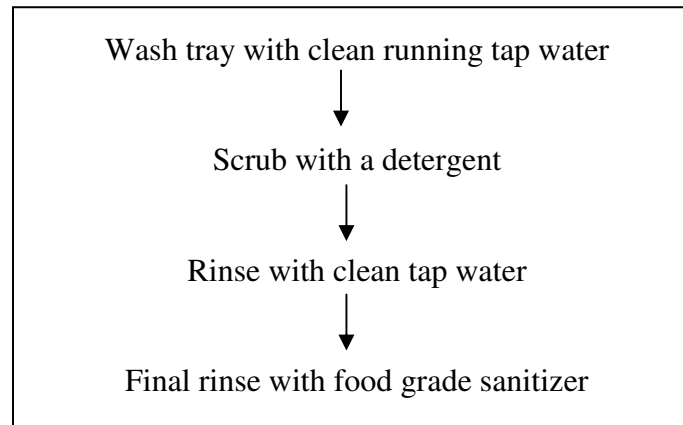 Wash tray with clean running tap water
Scrub with a detergent
Rinse with clean tap water
Final rinse with food grade sanitizer